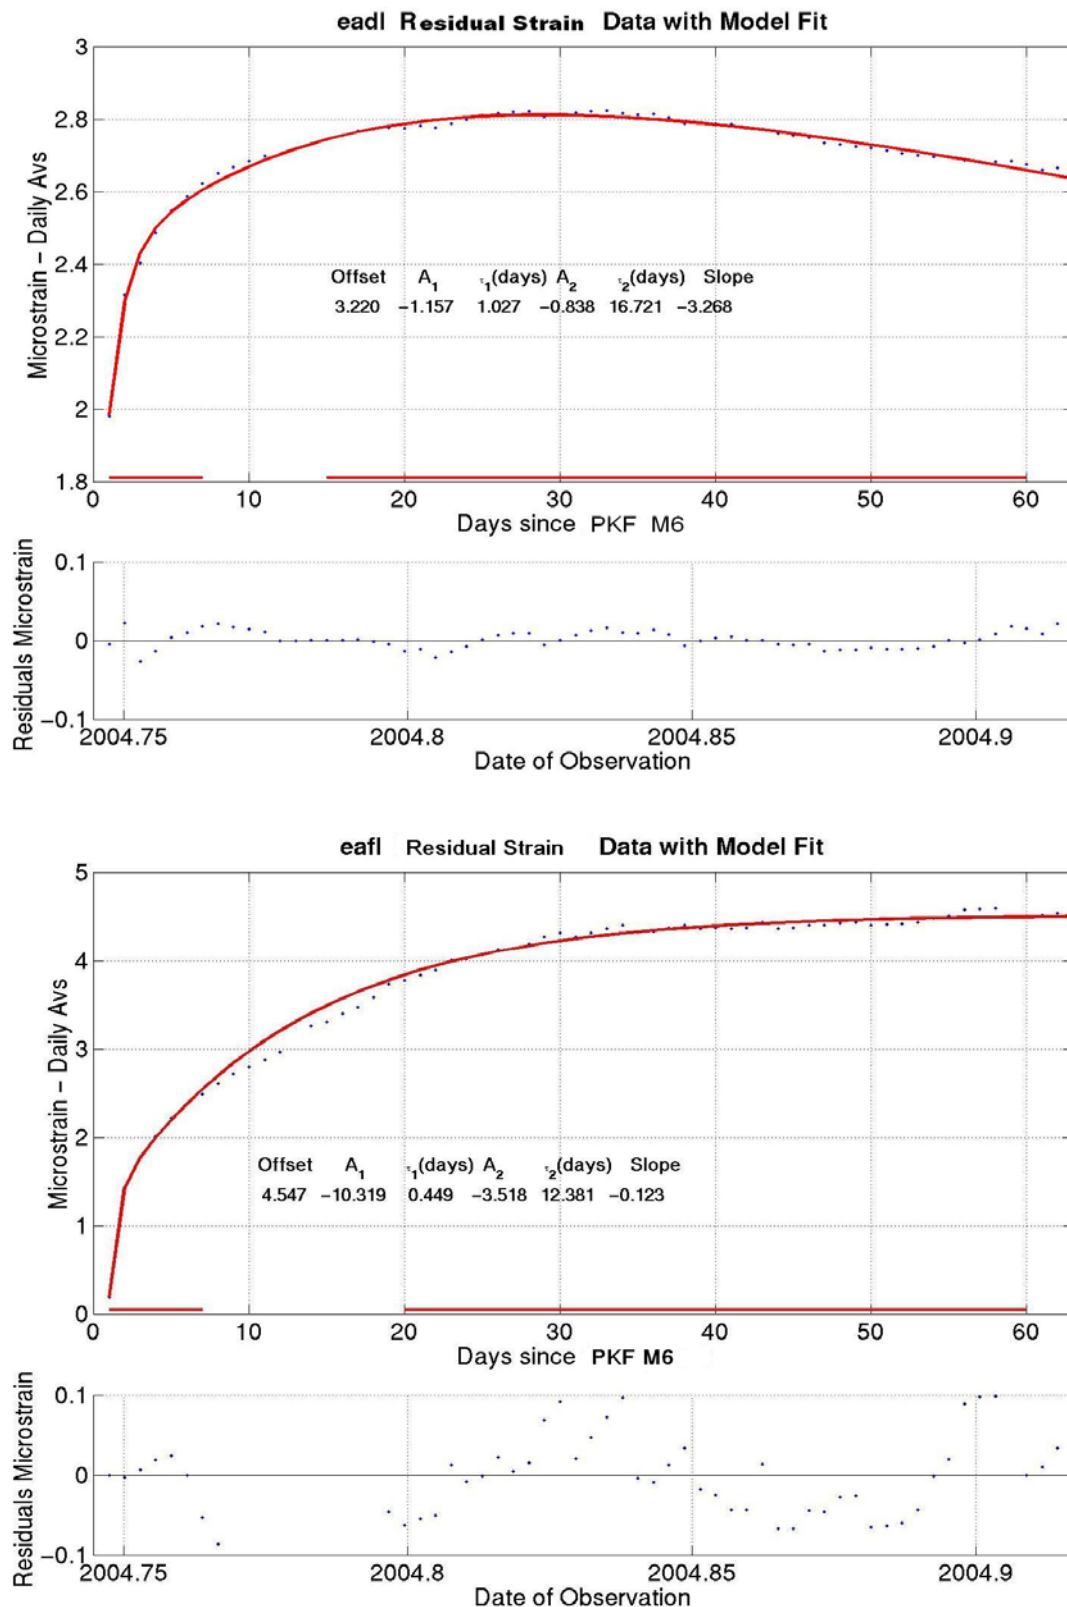 eadl Residual Strain Data with Model Fit
3
2.8
2.6
2.4
2.2
2
1.8
Microstrain – Daily Avs
Offset A1 τ1(days) A2 τ2(days) Slope
3.220 −1.157 1.027 −0.838 16.721 −3.268
0 10 20 30 40 50 60
Days since PKF M6
0.1
0
−0.1
Residuals Microstrain
2004.75 2004.8 2004.85 2004.9
Date of Observation
eafl Residual Strain Data with Model Fit
5
4
3
2
1
0
Microstrain – Daily Avs
Offset A1 τ1(days) A2 τ2(days) Slope
4.547 −10.319 0.449 −3.518 12.381 −0.123
0 10 20 30 40 50 60
Days since PKF M6
0.1
0
−0.1
Residuals Microstrain
2004.75 2004.8 2004.85 2004.9
Date of Observation